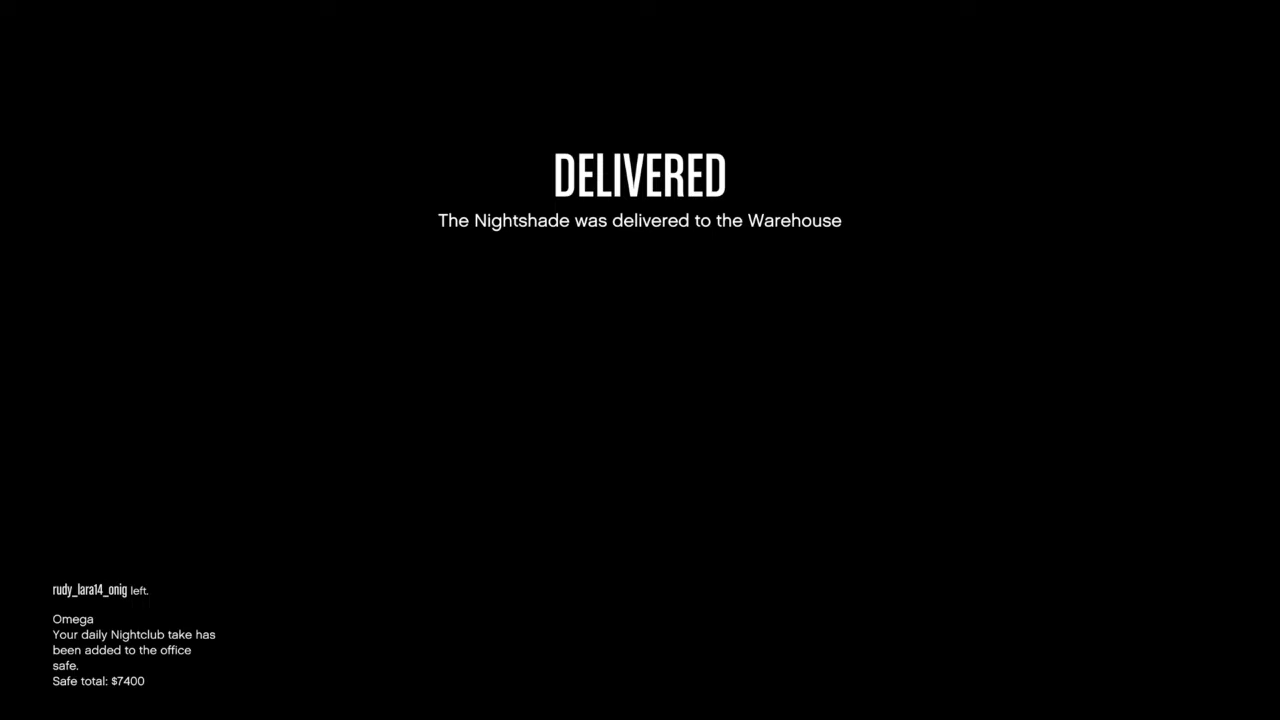 DELIVERED
The Nightshade was delivered to the Warehouse
rudy_lara14_onig left.
Omega
Your daily Nightclub take has
been added to the office
safe.
Safe total: $7400